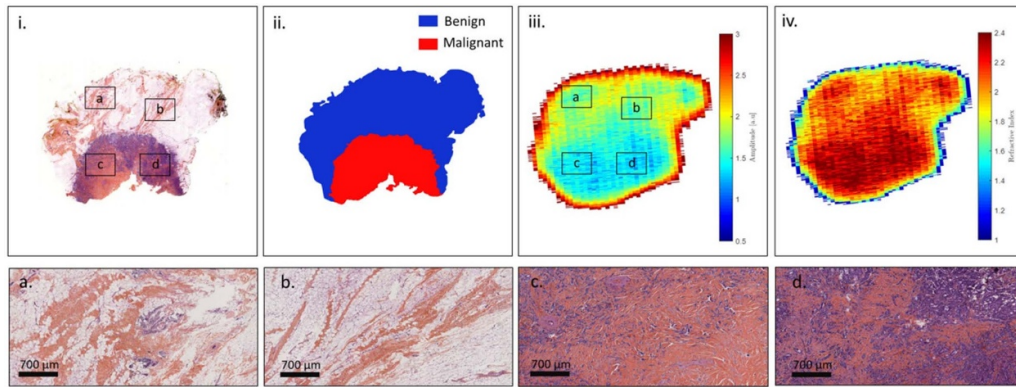 i.
a
b
c
d
ii.
Benign
Malignant
iii.
a
b
c
d
3
2.5
2
1.5
1
0.5
Amplitude [a.u]
iv.
2.4
2.2
2
1.8
1.6
1.4
1.2
1
Refractive Index
a.
700 µm
b.
700 µm
c.
700 µm
d.
700 µm